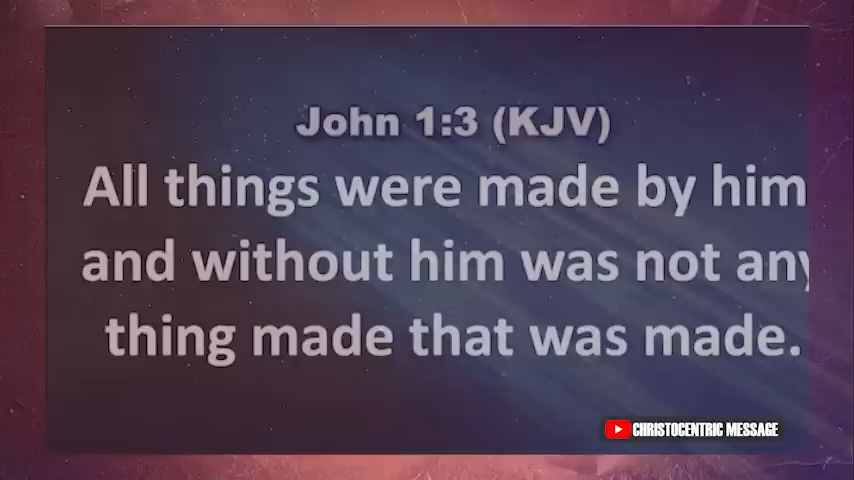 John 1:3 (KJV)
All things were made by him
and without him was not any
thing made that was made.
CHRISTOCENTRIC MESSAGE